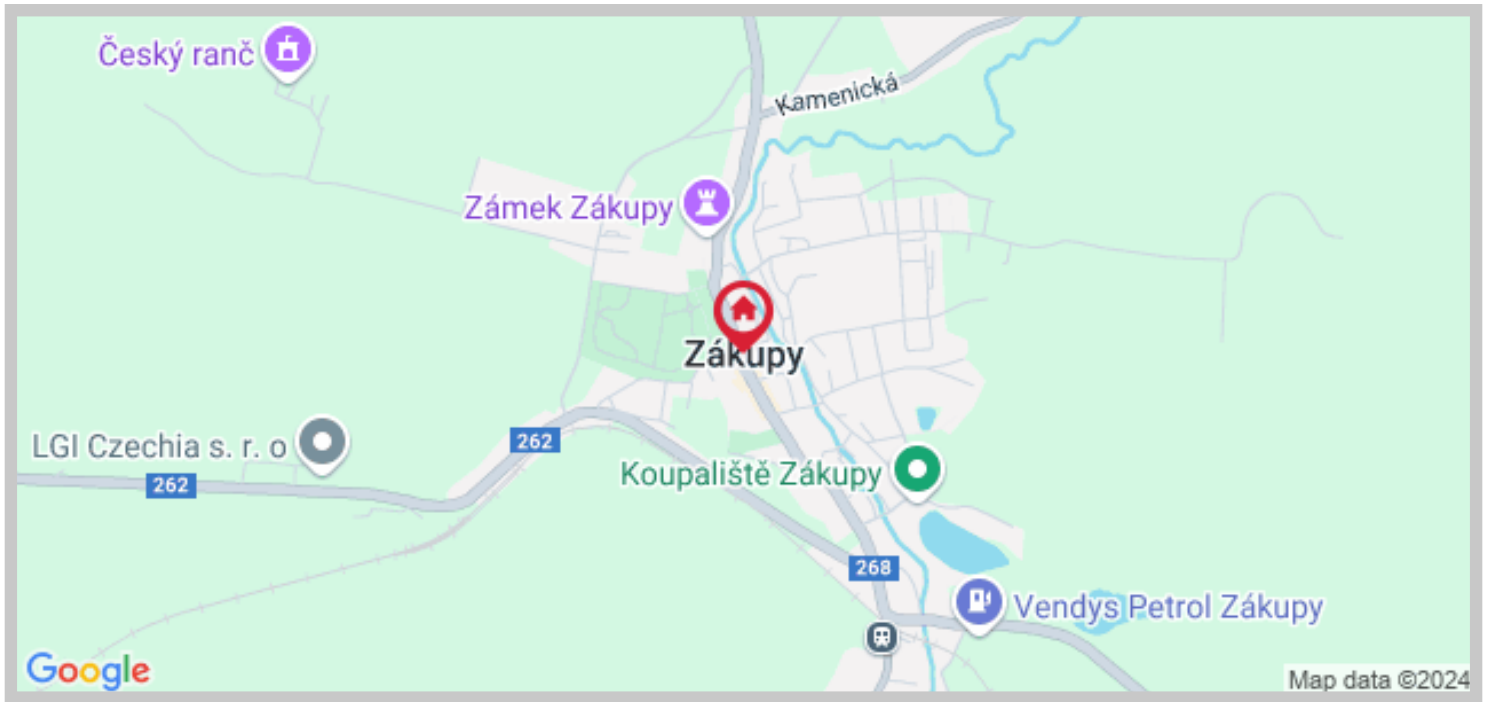 Český ranč
Kamenická
Zámek Zákupy
Zákupy
LGI Czechia s. r. o
262
262
Koupaliště Zákupy
268
Vendys Petrol Zákupy
Google
Map data ©2024